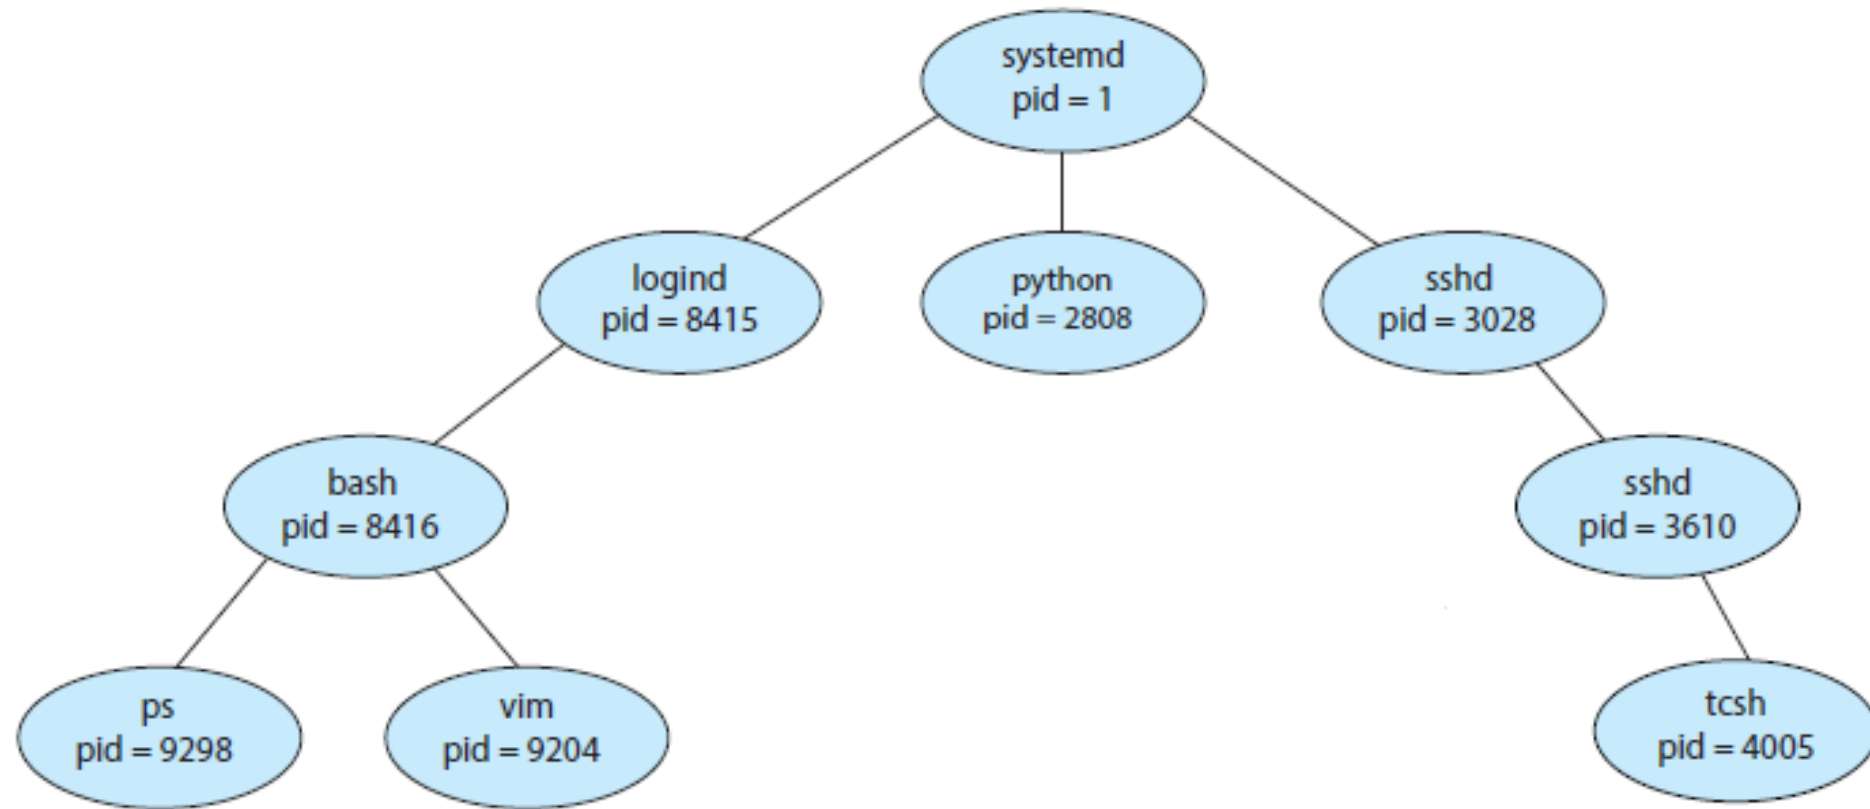 systemd
pid = 1
logind
pid = 8415
python
pid = 2808
sshd
pid = 3028
bash
pid = 8416
sshd
pid = 3610
ps
pid = 9298
vim
pid = 9204
tcsh
pid = 4005